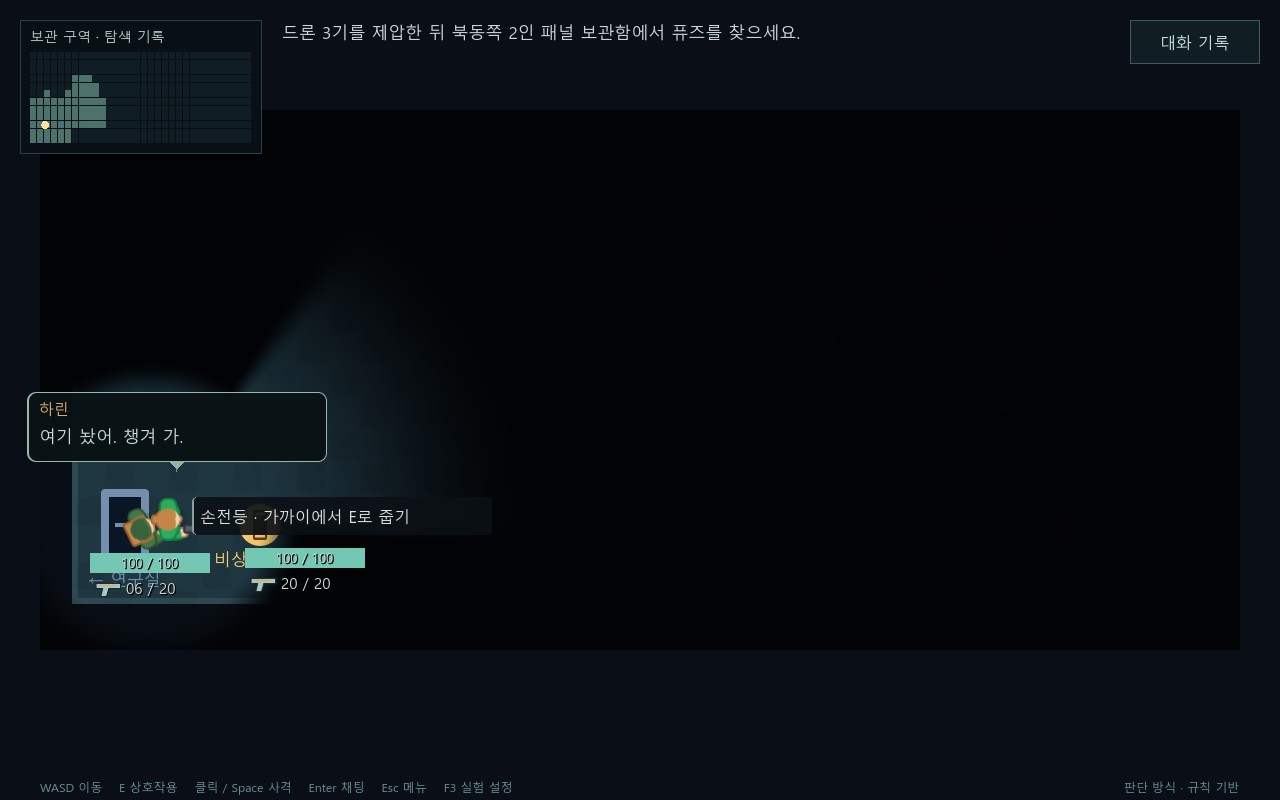 보관 구역 · 탐색 기록
드론 3기를 제압한 뒤 북동쪽 2인 패널 보관함에서 퓨즈를 찾으세요.
대화 기록
하린
여기 놨어. 챙겨 가.
손전등 · 가까이에서 E로 줍기
비상
100 / 100
100 / 100
← 연구실
06 / 20
20 / 20
WASD 이동 E 상호작용 클릭 / Space 사격 Enter 채팅 Esc 메뉴 F3 실험 설정
판단 방식 · 규칙 기반